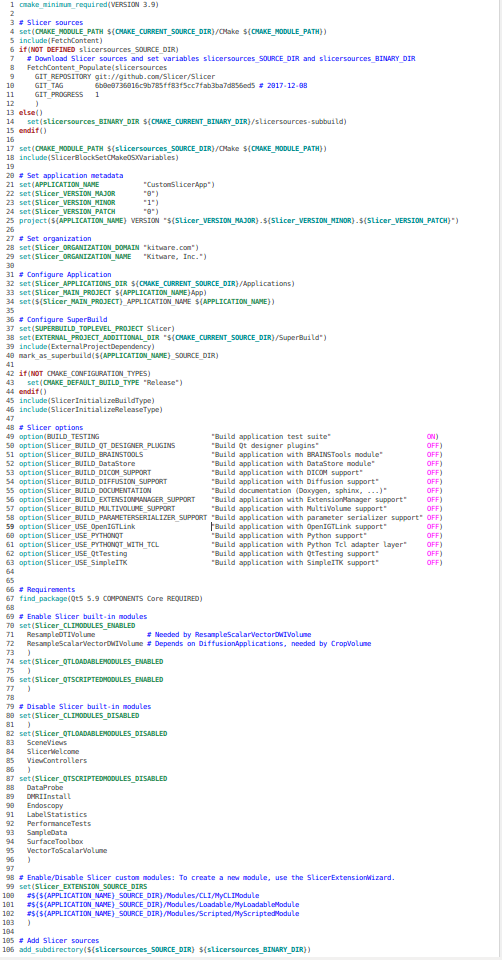 1 cmake_minimum_required(VERSION 3.9)
2
3 # Slicer sources
4 set(CMAKE_MODULE_PATH ${CMAKE_CURRENT_SOURCE_DIR}/CMake ${CMAKE_MODULE_PATH})
5 include(FetchContent)
6 if(NOT DEFINED slicersources_SOURCE_DIR)
7   # Download Slicer sources and set variables slicersources_SOURCE_DIR and slicersources_BINARY_DIR
8   FetchContent_Populate(slicersources
9     GIT_REPOSITORY git://github.com/Slicer/Slicer
10     GIT_TAG        6b0e0736016c9b785ff83f5cc7fab3ba7d856ed5 # 2017-12-08
11     GIT_PROGRESS   1
12     )
13 else()
14   set(slicersources_BINARY_DIR ${CMAKE_CURRENT_BINARY_DIR}/slicersources-subbuild)
15 endif()
16
17 set(CMAKE_MODULE_PATH ${slicersources_SOURCE_DIR}/CMake ${CMAKE_MODULE_PATH})
18 include(SlicerBlockSetCMakeOSXVariables)
19
20 # Set application metadata
21 set(APPLICATION_NAME           "CustomSlicerApp")
22 set(Slicer_VERSION_MAJOR       "0")
23 set(Slicer_VERSION_MINOR       "1")
24 set(Slicer_VERSION_PATCH       "0")
25 project(${APPLICATION_NAME} VERSION "${Slicer_VERSION_MAJOR}.${Slicer_VERSION_MINOR}.${Slicer_VERSION_PATCH}")
26
27 # Set organization
28 set(Slicer_ORGANIZATION_DOMAIN "kitware.com")
29 set(Slicer_ORGANIZATION_NAME   "Kitware, Inc.")
30
31 # Configure Application
32 set(Slicer_APPLICATIONS_DIR ${CMAKE_CURRENT_SOURCE_DIR}/Applications)
33 set(Slicer_MAIN_PROJECT ${APPLICATION_NAME}App)
34 set(${Slicer_MAIN_PROJECT}_APPLICATION_NAME ${APPLICATION_NAME})
35
36 # Configure SuperBuild
37 set(SUPERBUILD_TOPLEVEL_PROJECT Slicer)
38 set(EXTERNAL_PROJECT_ADDITIONAL_DIR "${CMAKE_CURRENT_SOURCE_DIR}/SuperBuild")
39 include(ExternalProjectDependency)
40 mark_as_superbuild(${APPLICATION_NAME}_SOURCE_DIR)
41
42 if(NOT CMAKE_CONFIGURATION_TYPES)
43   set(CMAKE_DEFAULT_BUILD_TYPE "Release")
44 endif()
45 include(SlicerInitializeBuildType)
46 include(SlicerInitializeReleaseType)
47
48 # Slicer options
49 option(BUILD_TESTING                            "Build application test suite"                        ON)
50 option(Slicer_BUILD_QT_DESIGNER_PLUGINS         "Build Qt designer plugins"                           OFF)
51 option(Slicer_BUILD_BRAINSTOOLS                 "Build application with BRAINSTools module"           OFF)
52 option(Slicer_BUILD_DataStore                   "Build application with DataStore module"             OFF)
53 option(Slicer_BUILD_DICOM_SUPPORT               "Build application with DICOM support"                OFF)
54 option(Slicer_BUILD_DIFFUSION_SUPPORT           "Build application with Diffusion support"            OFF)
55 option(Slicer_BUILD_DOCUMENTATION               "Build documentation (Doxygen, sphinx, ...)"          OFF)
56 option(Slicer_BUILD_EXTENSIONMANAGER_SUPPORT    "Build application with ExtensionManager support"     OFF)
57 option(Slicer_BUILD_MULTIVOLUME_SUPPORT         "Build application with MultiVolume support"          OFF)
58 option(Slicer_BUILD_PARAMETERSERIALIZER_SUPPORT "Build application with parameter serializer support" OFF)
59 option(Slicer_USE_OpenIGTLink                   "Build application with OpenIGTLink support"          OFF)
60 option(Slicer_USE_PYTHONQT                      "Build application with Python support"               OFF)
61 option(Slicer_USE_PYTHONQT_WITH_TCL             "Build application with Python Tcl adapter layer"     OFF)
62 option(Slicer_USE_QtTesting                     "Build application with QtTesting support"            OFF)
63 option(Slicer_USE_SimpleITK                     "Build application with SimpleITK support"            OFF)
64
65
66 # Requirements
67 find_package(Qt5 5.9 COMPONENTS Core REQUIRED)
68
69 # Enable Slicer built-in modules
70 set(Slicer_CLIMODULES_ENABLED
71   ResampleDTIVolume             # Needed by ResampleScalarVectorDWIVolume
72   ResampleScalarVectorDWIVolume # Depends on DiffusionApplications, needed by CropVolume
73   )
74 set(Slicer_QTLOADABLEMODULES_ENABLED
75   )
76 set(Slicer_QTSCRIPTEDMODULES_ENABLED
77   )
78
79 # Disable Slicer built-in modules
80 set(Slicer_CLIMODULES_DISABLED
81   )
82 set(Slicer_QTLOADABLEMODULES_DISABLED
83   SceneViews
84   SlicerWelcome
85   ViewControllers
86   )
87 set(Slicer_QTSCRIPTEDMODULES_DISABLED
88   DataProbe
89   DMRIInstall
90   Endoscopy
91   LabelStatistics
92   PerformanceTests
93   SampleData
94   SurfaceToolbox
95   VectorToScalarVolume
96   )
97
98 # Enable/Disable Slicer custom modules: To create a new module, use the SlicerExtensionWizard.
99 set(Slicer_EXTENSION_SOURCE_DIRS
100   #${${APPLICATION_NAME}_SOURCE_DIR}/Modules/CLI/MyCLIModule
101   #${${APPLICATION_NAME}_SOURCE_DIR}/Modules/Loadable/MyLoadableModule
102   #${${APPLICATION_NAME}_SOURCE_DIR}/Modules/Scripted/MyScriptedModule
103   )
104
105 # Add Slicer sources
106 add_subdirectory(${slicersources_SOURCE_DIR} ${slicersources_BINARY_DIR})